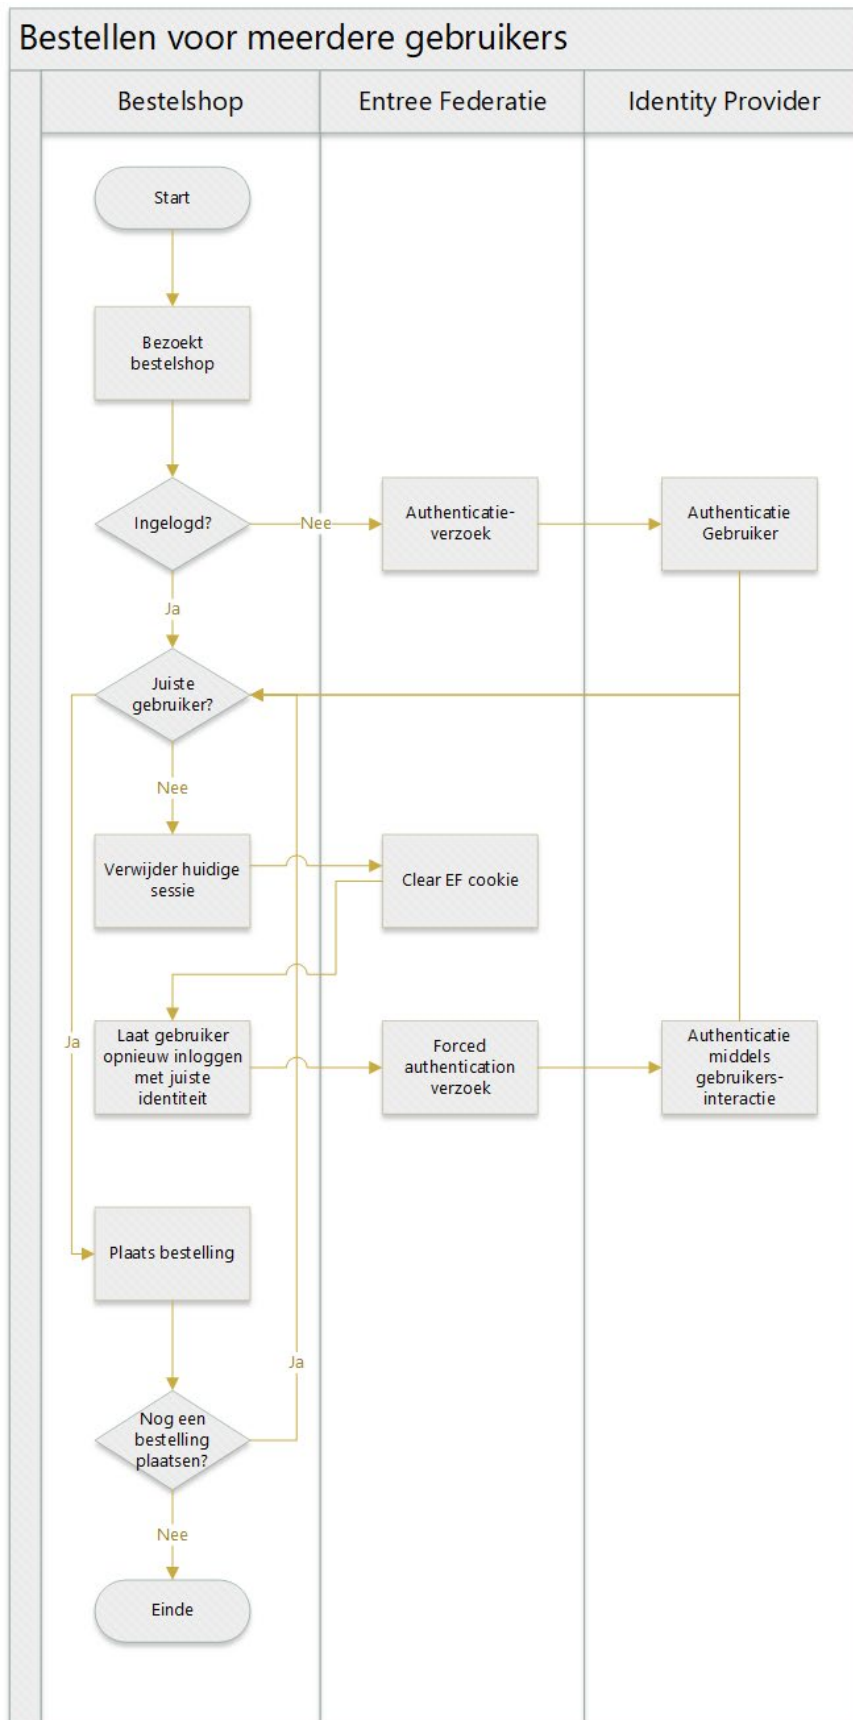 Bestellen voor meerdere gebruikers
Bestelshop
Entree Federatie
Identity Provider
Start
Bezoekt
bestelshop
Ingelogd?
Nee
Authenticatie-
verzoek
Authenticatie
Gebruiker
Ja
Juiste
gebruiker?
Nee
Verwijder huidige
sessie
Clear EF cookie
Ja
Laat gebruiker
opnieuw inloggen
met juiste
identiteit
Forced
authentication
verzoek
Authenticatie
middels
gebruikers-
interactie
Plaats bestelling
Ja
Nog een
bestelling
plaatsen?
Nee
Einde